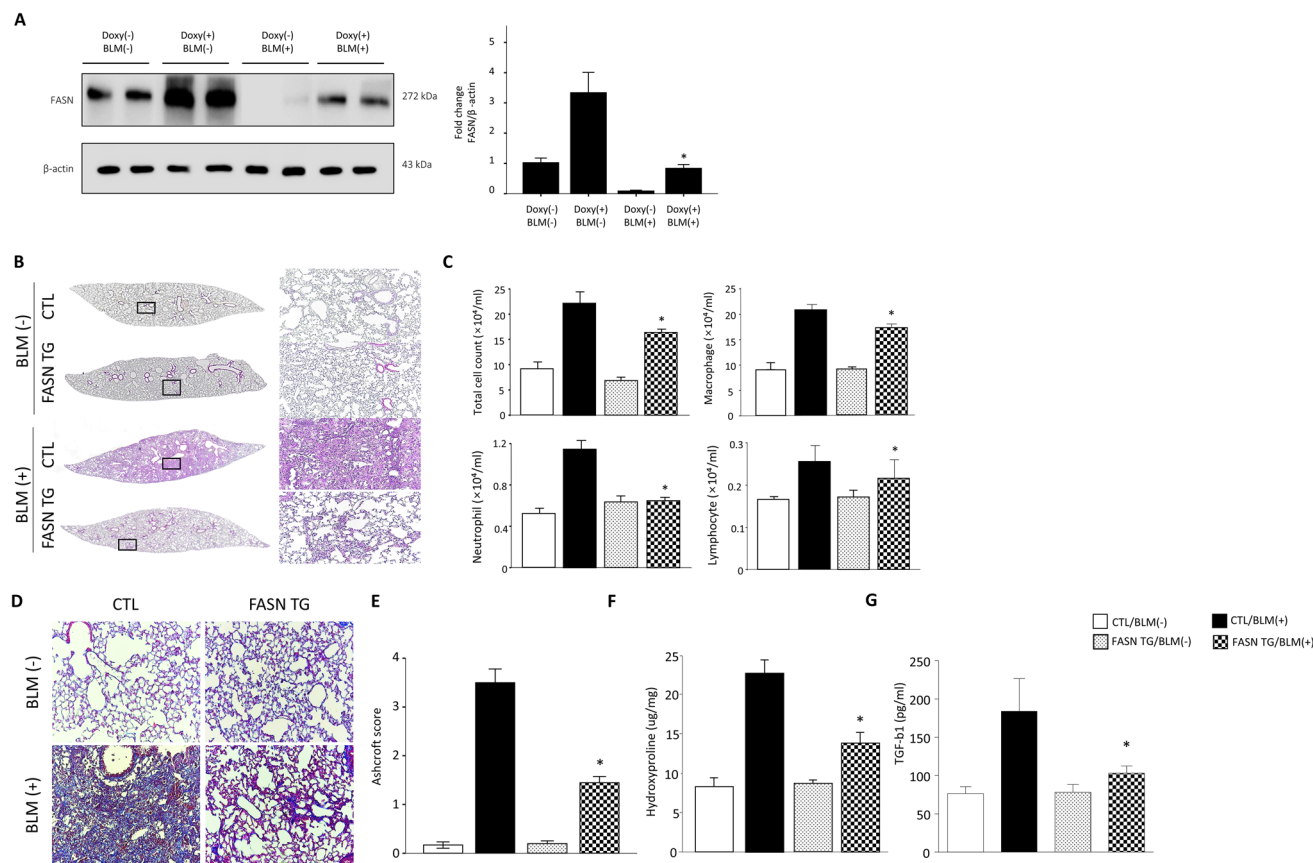 A
Doxy(-) Doxy(+) Doxy(-) Doxy(+)
BLM(-) BLM(-) BLM(+) BLM(+)
FASN
272 kDa
β-actin
43 kDa
Fold change
FASN/β -actin
5
4
3
2
1
0
Doxy(-) Doxy(+) Doxy(-) Doxy(+)
BLM(-) BLM(-) BLM(+) BLM(+)
*
B
BLM (-)
CTL
FASN TG
BLM (+)
CTL
FASN TG
C
Total cell count (×10⁴/ml)
25
20
15
10
5
0
*
Macrophage (×10⁴/ml)
25
20
15
10
5
0
*
Neutrophil (×10⁴/ml)
1.2
0.6
0
*
Lymphocyte (×10⁴/ml)
0.3
0.2
0.1
0
*
D
CTL FASN TG
BLM (-)
BLM (+)
E
Ashcroft score
4
3
2
1
0
*
F
Hydroxyproline (ug/mg)
25
20
15
10
5
0
*
G
CTL/BLM(-) CTL/BLM(+)
FASN TG/BLM(-) FASN TG/BLM(+)
TGF-b1 (pg/ml)
250
200
150
100
50
0
*